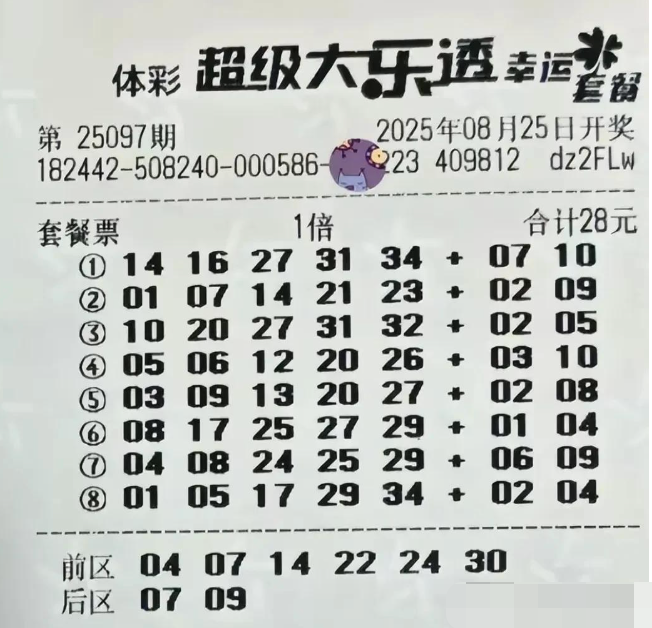 体彩 超级大乐透 幸运套餐
第 25097期 2025年08月25日开奖
182442-508240-000586- 223 409812 dz2FLw
套餐票 1倍 合计28元
① 14 16 27 31 34 + 07 10
② 01 07 14 21 23 + 02 09
③ 10 20 27 31 32 + 02 05
④ 05 06 12 20 26 + 03 10
⑤ 03 09 13 20 27 + 02 08
⑥ 08 17 25 27 29 + 01 04
⑦ 04 08 24 25 29 + 06 09
⑧ 01 05 17 29 34 + 02 04
前区 04 07 14 22 24 30
后区 07 09